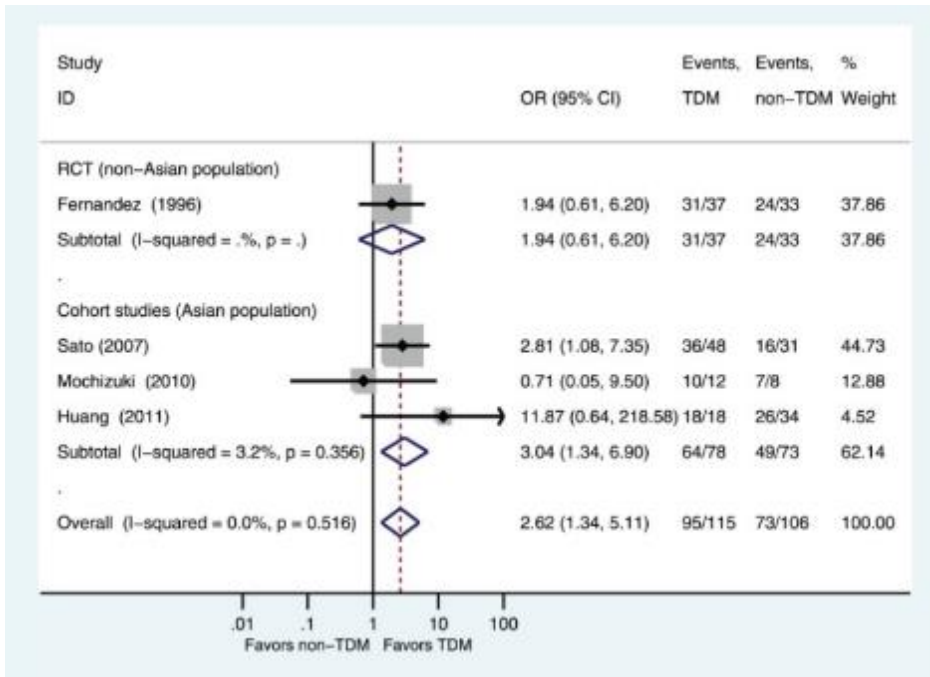 Study Events, Events, %
ID OR (95% CI) TDM non−TDM Weight
RCT (non−Asian population)
Fernandez (1996) 1.94 (0.61, 6.20) 31/37 24/33 37.86
Subtotal (I−squared = .%, p = .) 1.94 (0.61, 6.20) 31/37 24/33 37.86
.
Cohort studies (Asian population)
Sato (2007) 2.81 (1.08, 7.35) 36/48 16/31 44.73
Mochizuki (2010) 0.71 (0.05, 9.50) 10/12 7/8 12.88
Huang (2011) 11.87 (0.64, 218.58) 18/18 26/34 4.52
Subtotal (I−squared = 3.2%, p = 0.356) 3.04 (1.34, 6.90) 64/78 49/73 62.14
.
Overall (I−squared = 0.0%, p = 0.516) 2.62 (1.34, 5.11) 95/115 73/106 100.00
.01 .1 1 10 100
Favors non−TDM Favors TDM